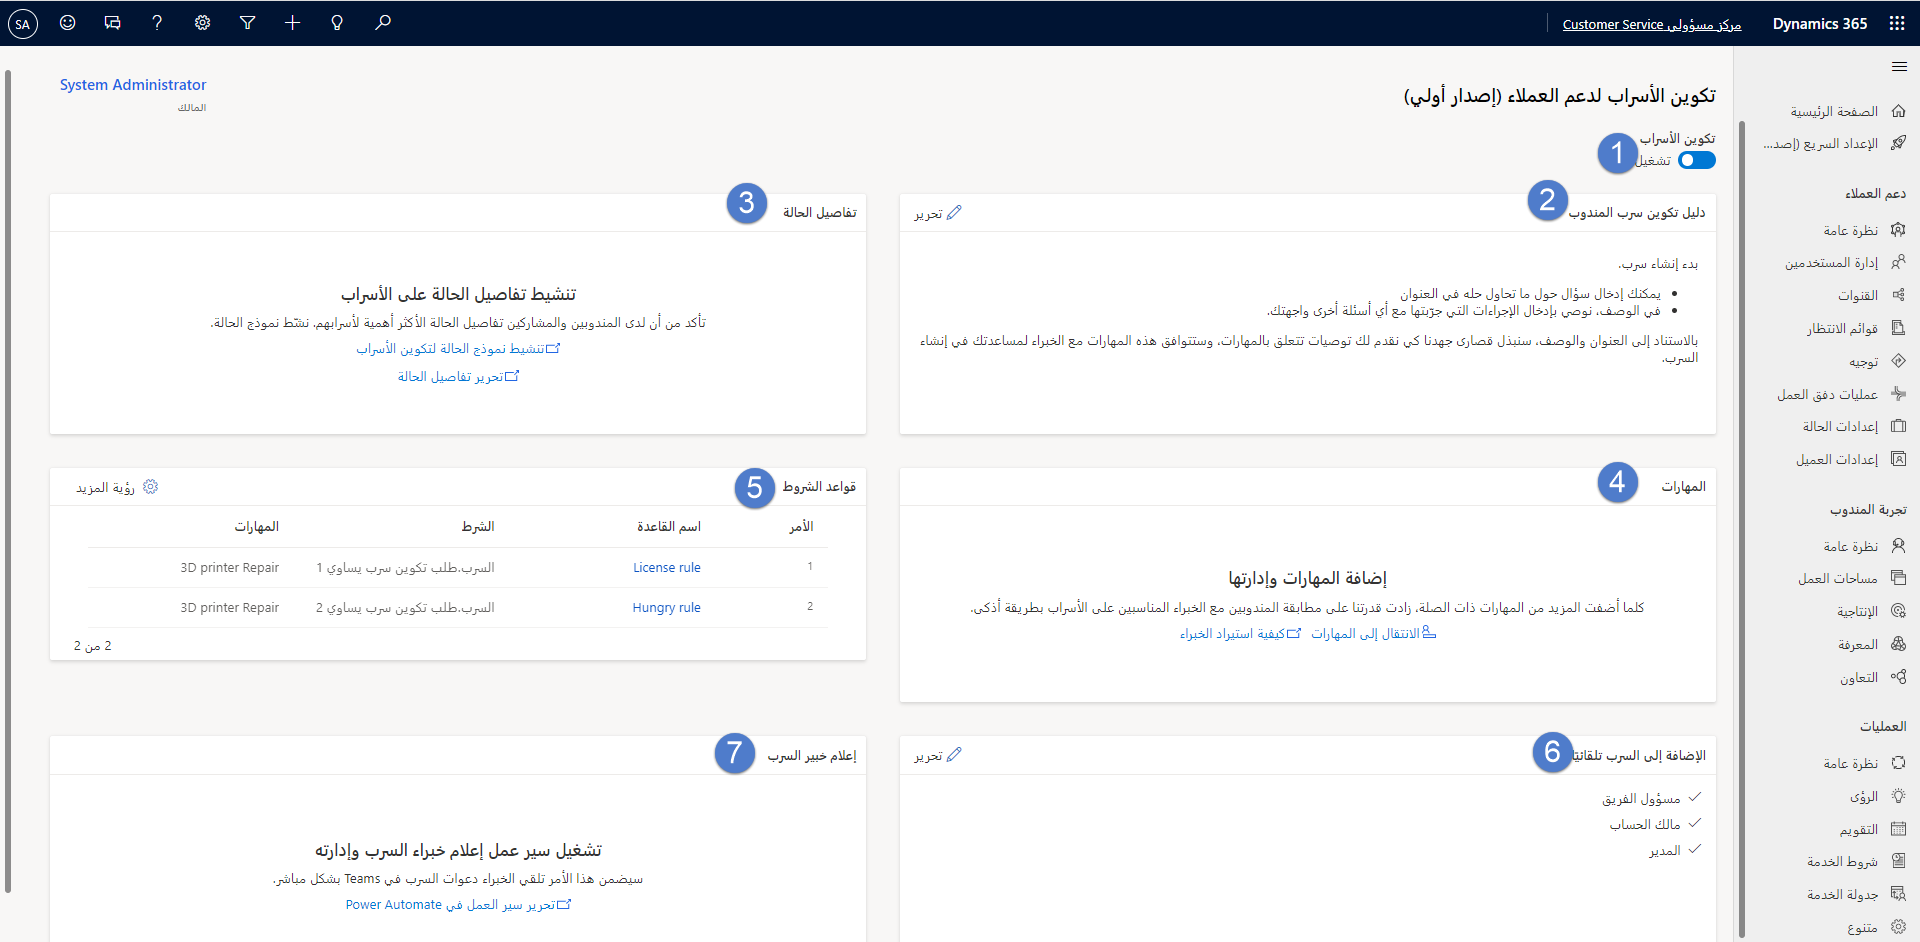 Dynamics 365
مركز مسؤولي Customer Service
SA
الصفحة الرئيسية
الإعداد السريع (إصد...
دعم العملاء
نظرة عامة
إدارة المستخدمين
القنوات
قوائم الانتظار
توجيه
عمليات دفق العمل
إعدادات الحالة
إعدادات العميل
تجربة المندوب
نظرة عامة
مساحات العمل
الإنتاجية
المعرفة
التعاون
العمليات
نظرة عامة
الرؤى
التقويم
شروط الخدمة
جدولة الخدمة
متنوع
تكوين الأسراب لدعم العملاء (إصدار أولي)
System Administrator
المالك
تكوين الأسراب
تشغيل
1
دليل تكوين سرب المندوب
2
تحرير
بدء إنشاء سرب.
• يمكنك إدخال سؤال حول ما تحاول حله في العنوان
• في الوصف، نوصي بإدخال الإجراءات التي جرّبتها مع أي أسئلة أخرى واجهتك.
بالاستناد إلى العنوان والوصف، سنبذل قصارى جهدنا كي نقدم لك توصيات تتعلق بالمهارات، وستتوافق هذه المهارات مع الخبراء لمساعدتك في إنشاء
السرب.
تفاصيل الحالة
3
تنشيط تفاصيل الحالة على الأسراب
تأكد من أن لدى المندوبين والمشاركين تفاصيل الحالة الأكثر أهمية لأسرابهم. نشّط نموذج الحالة.
تنشيط نموذج الحالة لتكوين الأسراب
تحرير تفاصيل الحالة
المهارات
4
إضافة المهارات وإدارتها
كلما أضفت المزيد من المهارات ذات الصلة، زادت قدرتنا على مطابقة المندوبين مع الخبراء المناسبين على الأسراب بطريقة أذكى.
الانتقال إلى المهارات كيفية استيراد الخبراء
قواعد الشروط
5
رؤية المزيد
الأمر اسم القاعدة الشرط المهارات
1 License rule السرب.طلب تكوين سرب يساوي 1 3D printer Repair
2 Hungry rule السرب.طلب تكوين سرب يساوي 2 3D printer Repair
2 من 2
الإضافة إلى السرب تلقائيًا
6
تحرير
مسؤول الفريق
مالك الحساب
المدير
إعلام خبير السرب
7
تشغيل سير عمل إعلام خبراء السرب وإدارته
سيضمن هذا الأمر تلقي الخبراء دعوات السرب في Teams بشكل مباشر.
تحرير سير العمل في Power Automate